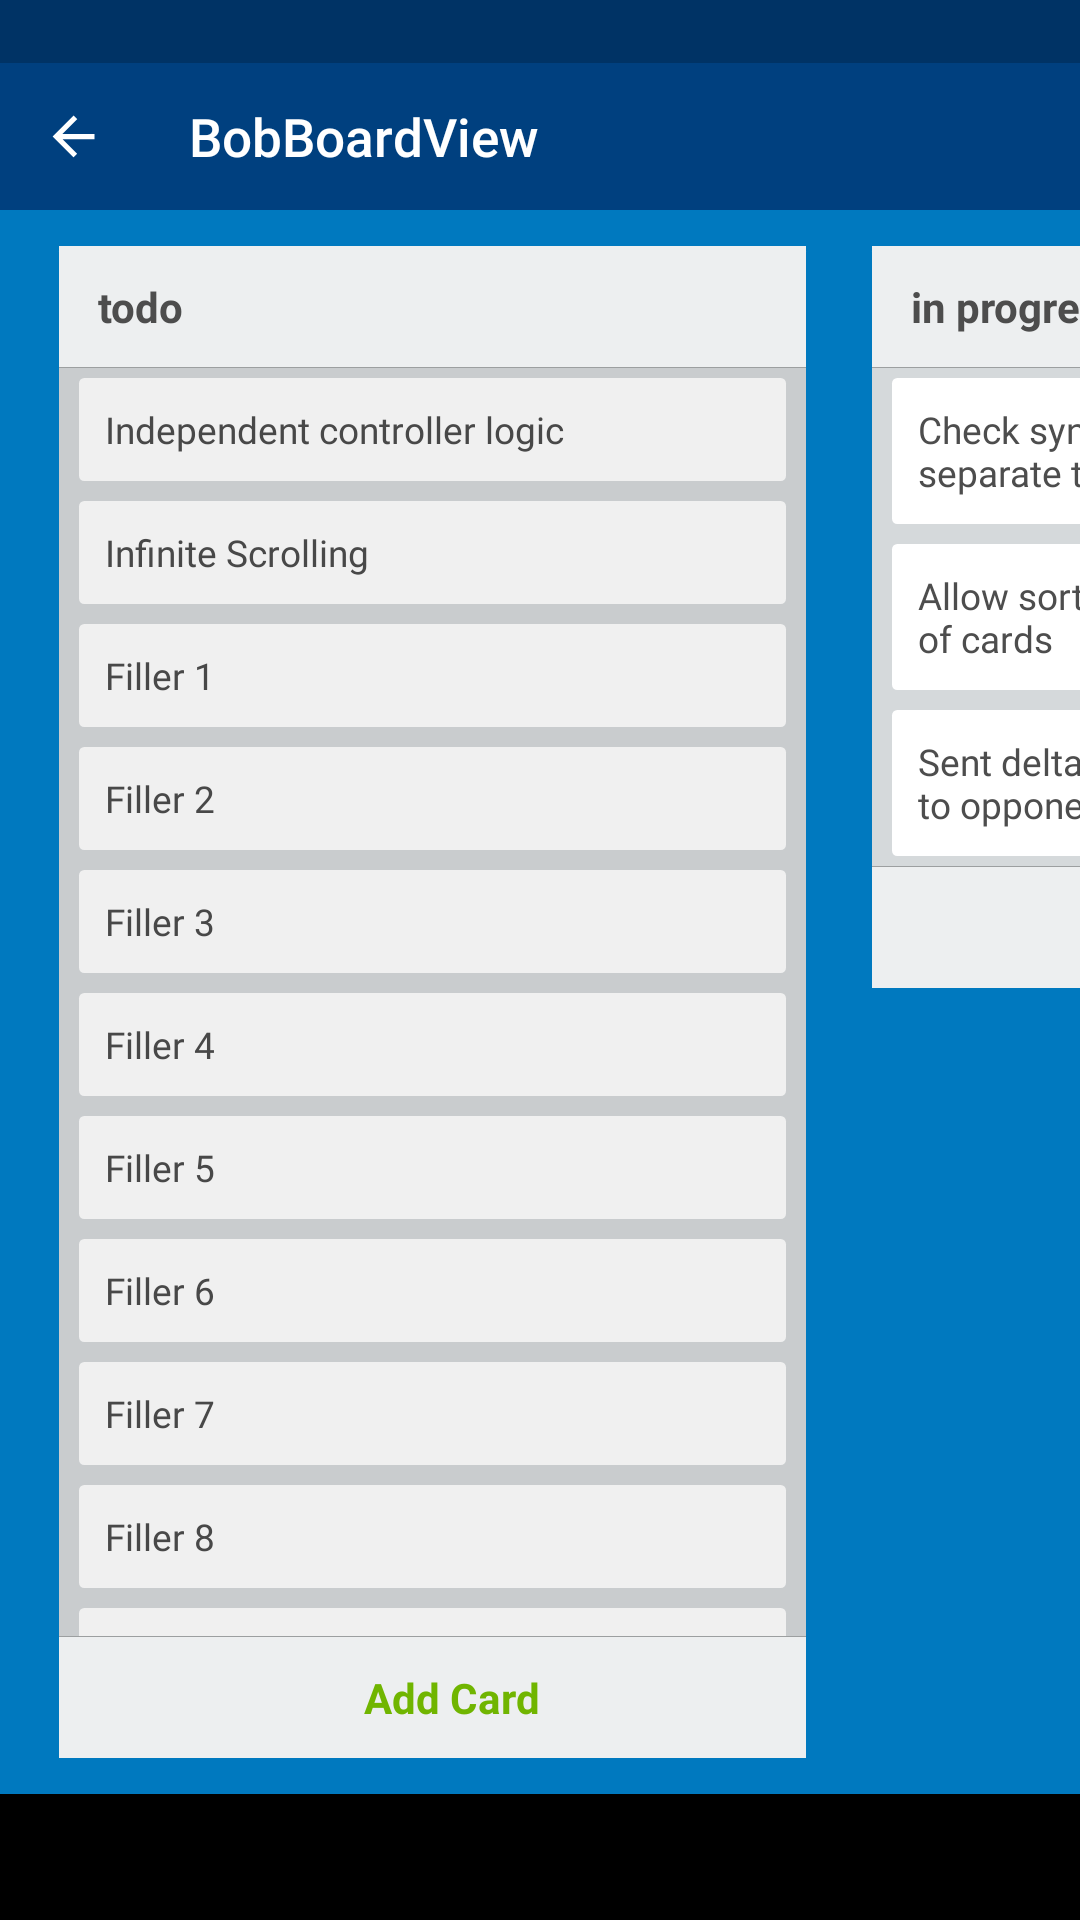 BobBoardView
todo
Independent controller logic
Infinite Scrolling
Filler 1
Filler 2
Filler 3
Filler 4
Filler 5
Filler 6
Filler 7
Filler 8
Add Card
in progre
Check syn
separate t
Allow sort
of cards
Sent delta
to oppone